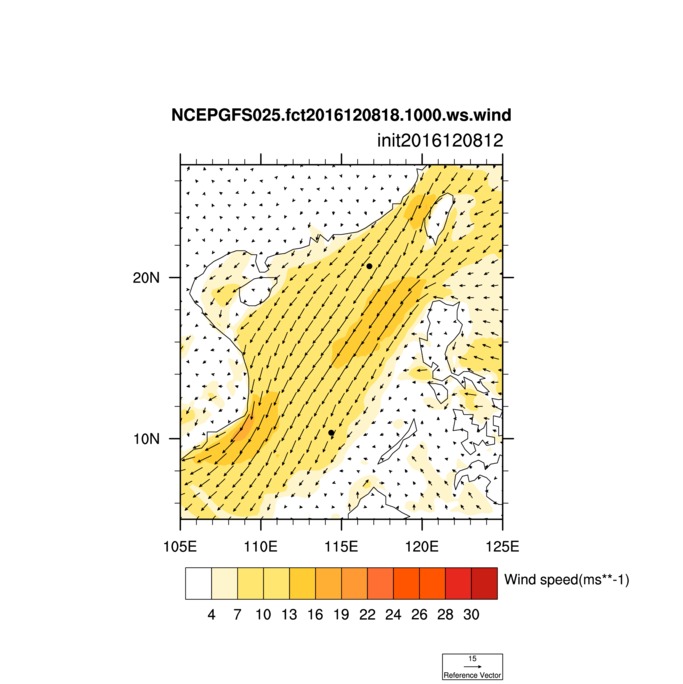 NCEPGFS025.fct2016120818.1000.ws.wind
init2016120812
20N
10N
105E 110E 115E 120E 125E
4 7 10 13 16 19 22 24 26 28 30
Wind speed(ms**-1)
15
Reference Vector